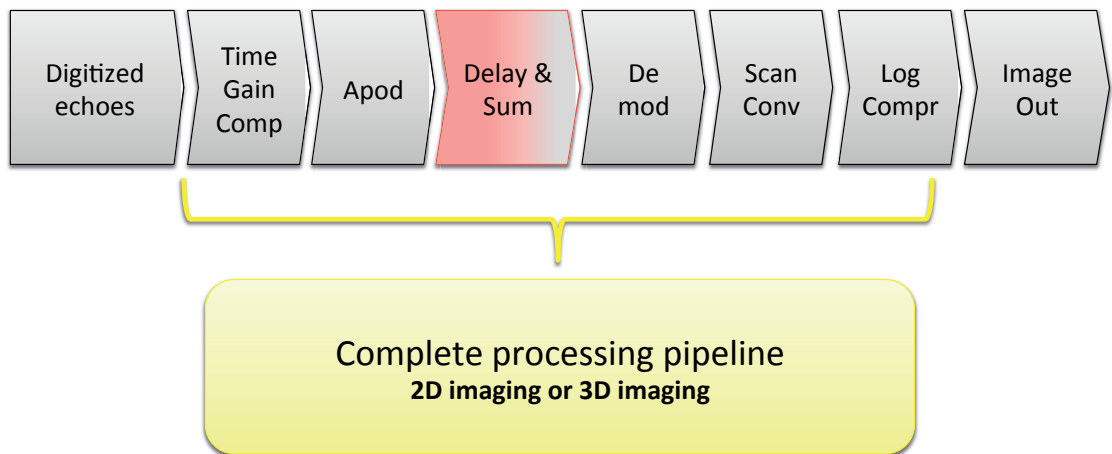 Digitized
echoes
Time
Gain
Comp
Apod
Delay &
Sum
De
mod
Scan
Conv
Log
Compr
Image
Out
Complete processing pipeline
2D imaging or 3D imaging